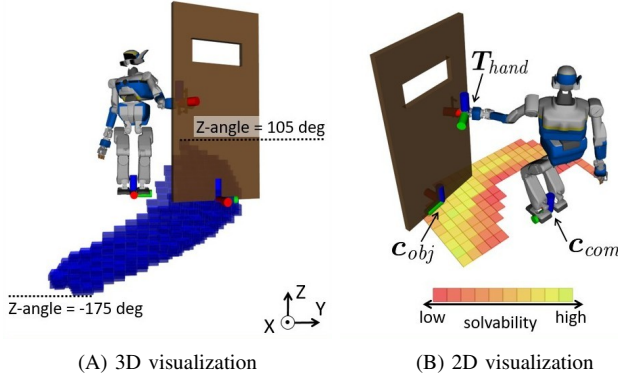 Z-angle = 105 deg
Z-angle = -175 deg
Z
Y
X
T_hand
c_obj
c_com
low solvability high
(A) 3D visualization
(B) 2D visualization